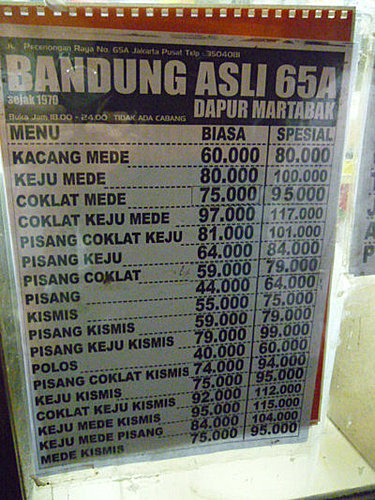 JL. Pecenongan Raya No. 65A Jakarta Pusat Telp : 3504081
BANDUNG ASLI 65A
sejak 1970 DAPUR MARTABAK
Buka Jam 18.00 - 24.00 TIDAK ADA CABANG
MENU BIASA SPESIAL
KACANG MEDE 60.000 80.000
KEJU MEDE 80.000 100.000
COKLAT MEDE 75.000 95000
COKLAT KEJU MEDE 97.000 117.000
PISANG COKLAT KEJU 81.000 101.000
PISANG KEJU 64.000 84.000
PISANG COKLAT 59.000 79.000
PISANG 44.000 64.000
KISMIS 55.000 75.000
PISANG KISMIS 59.000 79.000
PISANG KEJU KISMIS 79.000 99.000
POLOS 40.000 60.000
PISANG COKLAT KISMIS 74.000 94.000
KEJU KISMIS 75.000 95.000
COKLAT KEJU KISMIS 92.000 112.000
KEJU MEDE KISMIS 95.000 115.000
KEJU MEDE PISANG 84.000 104.000
MEDE KISMIS 75.000 95.000